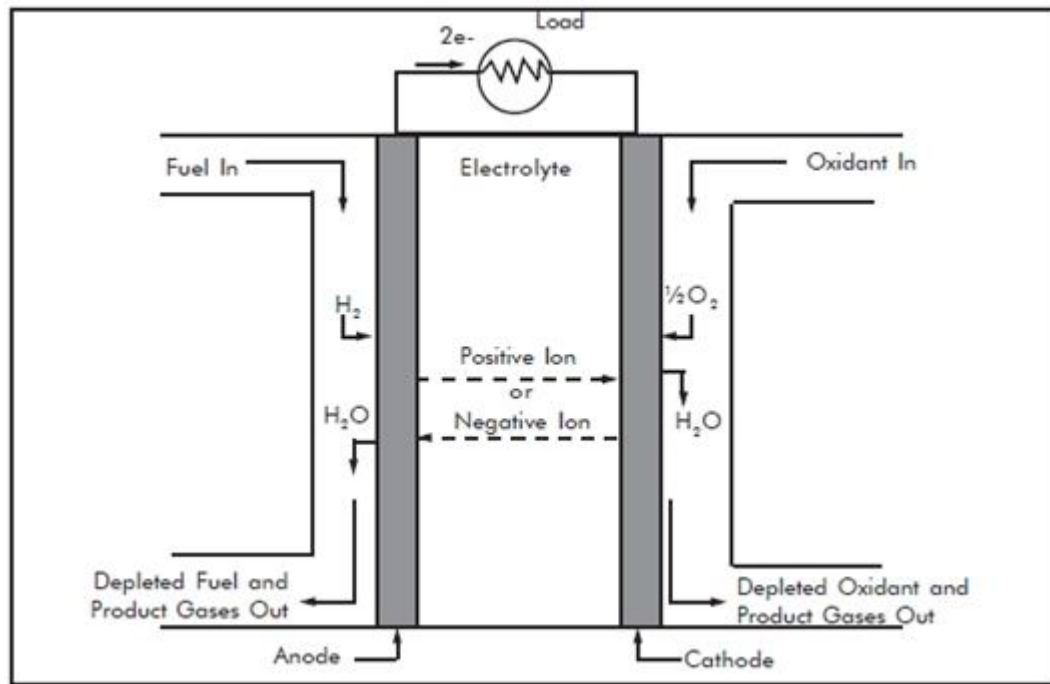 Load
2e-
Fuel In
Electrolyte
Oxidant In
H₂
½O₂
Positive Ion
or
Negative Ion
H₂O
H₂O
Depleted Fuel and
Product Gases Out
Depleted Oxidant and
Product Gases Out
Anode
Cathode